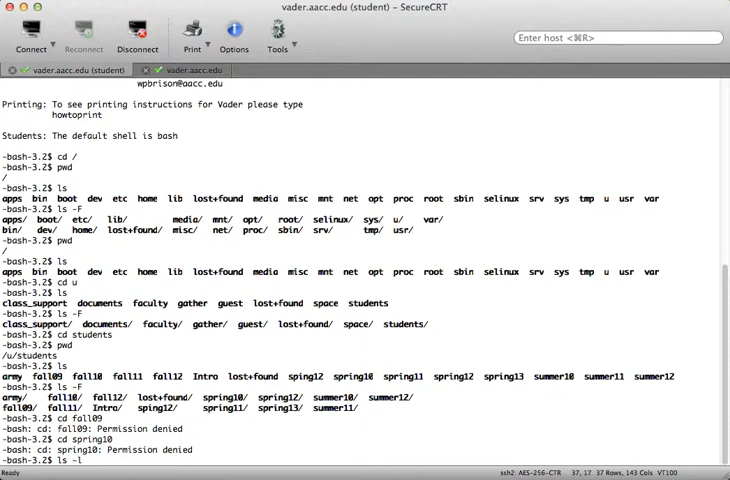 vader.aacc.edu (student) – SecureCRT
Connect Reconnect Disconnect Print Options Tools Enter host <⌘R>
vader.aacc.edu (student) vader.aacc.edu
wpbrison@aacc.edu
Printing: To see printing instructions for Vader please type
howtoprint
Students: The default shell is bash
-bash-3.2$ cd /
-bash-3.2$ pwd
/
-bash-3.2$ ls
apps bin boot dev etc home lib lost+found media misc mnt net opt proc root sbin selinux srv sys tmp u usr var
-bash-3.2$ ls -F
apps/ boot/ etc/ lib/ media/ mnt/ opt/ root/ selinux/ sys/ u/ var/
bin/ dev/ home/ lost+found/ misc/ net/ proc/ sbin/ srv/ tmp/ usr/
-bash-3.2$ pwd
/
-bash-3.2$ ls
apps bin boot dev etc home lib lost+found media misc mnt net opt proc root sbin selinux srv sys tmp u usr var
-bash-3.2$ cd u
-bash-3.2$ ls
class_support documents faculty gather guest lost+found space students
-bash-3.2$ ls -F
class_support/ documents/ faculty/ gather/ guest/ lost+found/ space/ students/
-bash-3.2$ cd students
-bash-3.2$ pwd
/u/students
-bash-3.2$ ls
army fall09 fall10 fall11 fall12 Intro lost+found sping12 spring10 spring11 spring12 spring13 summer10 summer11 summer12
-bash-3.2$ ls -F
army/ fall10/ fall12/ lost+found/ spring10/ spring12/ summer10/ summer12/
fall09/ fall11/ Intro/ sping12/ spring11/ spring13/ summer11/
-bash-3.2$ cd fall09
-bash: cd: fall09: Permission denied
-bash-3.2$ cd spring10
-bash: cd: spring10: Permission denied
-bash-3.2$ ls -l
Ready ssh2: AES-256-CTR 37, 17 37 Rows, 143 Cols VT100